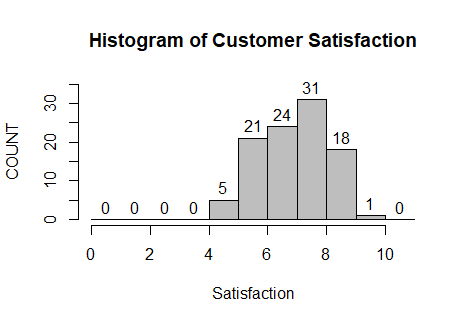 Histogram of Customer Satisfaction
COUNT
0 10 20 30
0 0 0 0 5 21 24 31 18 1 0
0 2 4 6 8 10
Satisfaction